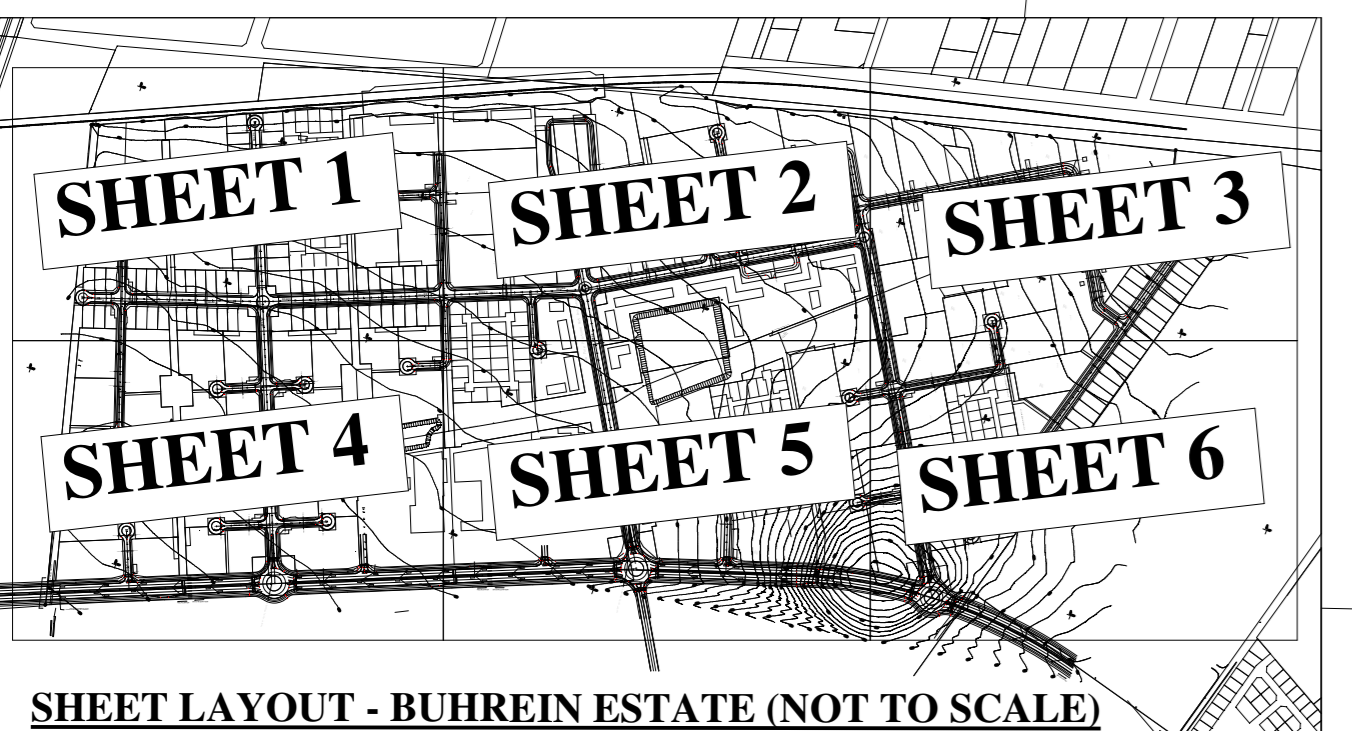 SHEET 1
SHEET 2
SHEET 3
SHEET 4
SHEET 5
SHEET 6
SHEET LAYOUT - BUHREIN ESTATE (NOT TO SCALE)